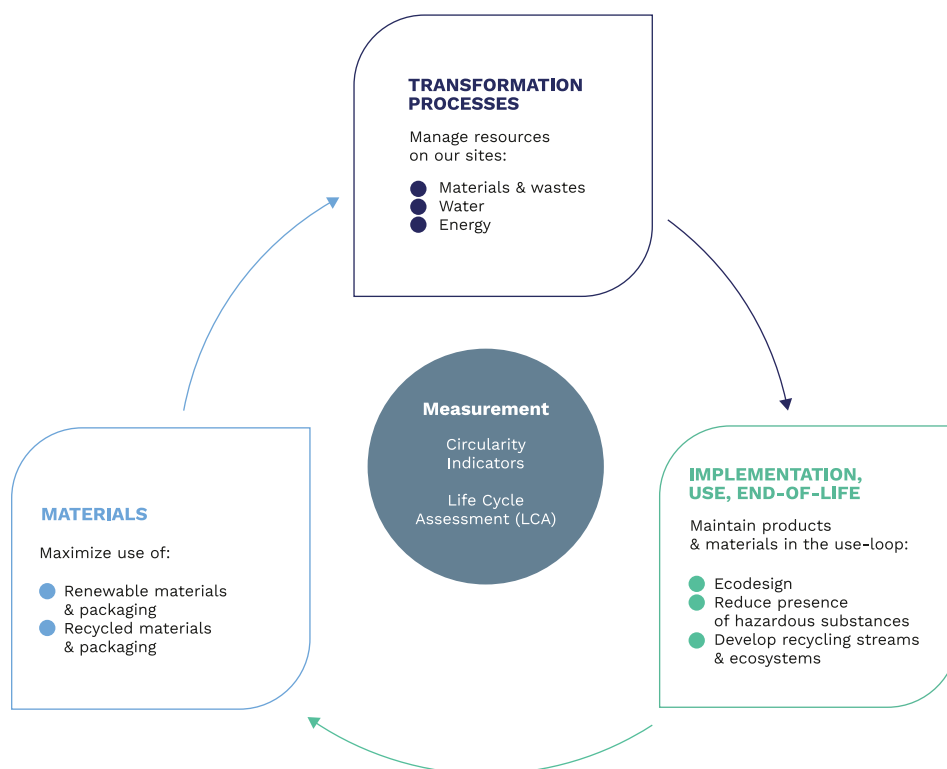 TRANSFORMATION
PROCESSES
Manage resources
on our sites:
Materials & wastes
Water
Energy
Measurement
Circularity
Indicators
Life Cycle
Assessment (LCA)
MATERIALS
Maximize use of:
Renewable materials
& packaging
Recycled materials
& packaging
IMPLEMENTATION,
USE, END-OF-LIFE
Maintain products
& materials in the use-loop:
Ecodesign
Reduce presence
of hazardous substances
Develop recycling streams
& ecosystems